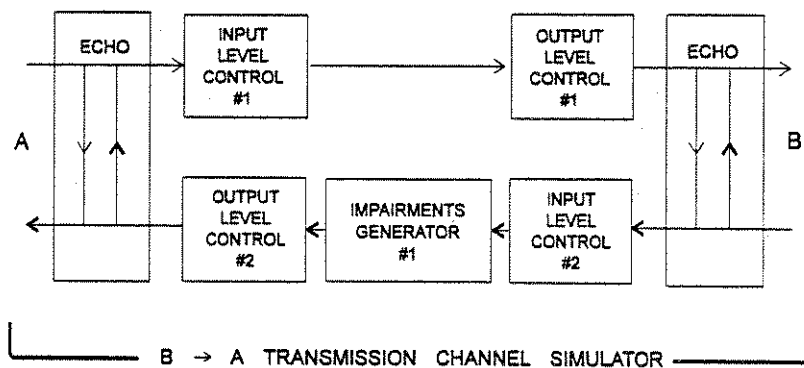 ECHO
INPUT
LEVEL
CONTROL
#1
OUTPUT
LEVEL
CONTROL
#1
ECHO
A
B
OUTPUT
LEVEL
CONTROL
#2
IMPAIRMENTS
GENERATOR
#1
INPUT
LEVEL
CONTROL
#2
B → A TRANSMISSION CHANNEL SIMULATOR